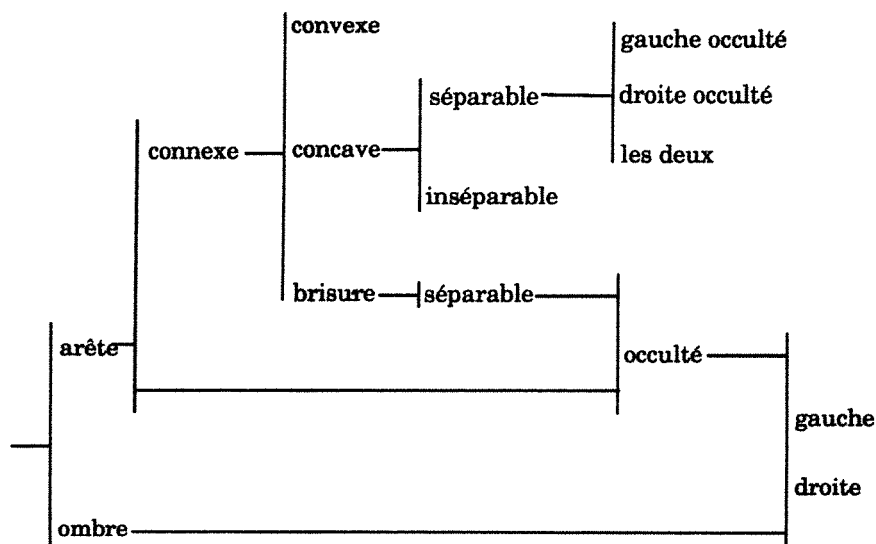 convexe
gauche occulté
séparable
droite occulté
connexe
concave
les deux
inséparable
brisure
séparable
arête
occulté
gauche
droite
ombre